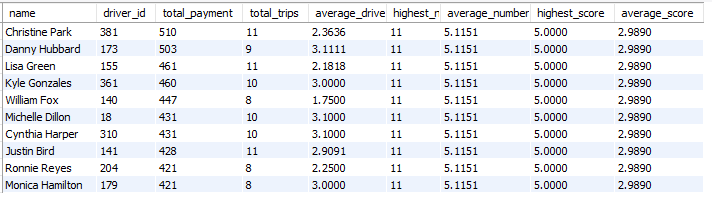 name driver_id total_payment total_trips average_drive highest_n average_number highest_score average_score
Christine Park 381 510 11 2.3636 11 5.1151 5.0000 2.9890
Danny Hubbard 173 503 9 3.1111 11 5.1151 5.0000 2.9890
Lisa Green 155 461 11 2.1818 11 5.1151 5.0000 2.9890
Kyle Gonzales 361 460 10 3.0000 11 5.1151 5.0000 2.9890
William Fox 140 447 8 1.7500 11 5.1151 5.0000 2.9890
Michelle Dillon 18 431 10 3.1000 11 5.1151 5.0000 2.9890
Cynthia Harper 310 431 10 3.1000 11 5.1151 5.0000 2.9890
Justin Bird 141 428 11 2.9091 11 5.1151 5.0000 2.9890
Ronnie Reyes 204 421 8 2.2500 11 5.1151 5.0000 2.9890
Monica Hamilton 179 421 8 3.0000 11 5.1151 5.0000 2.9890